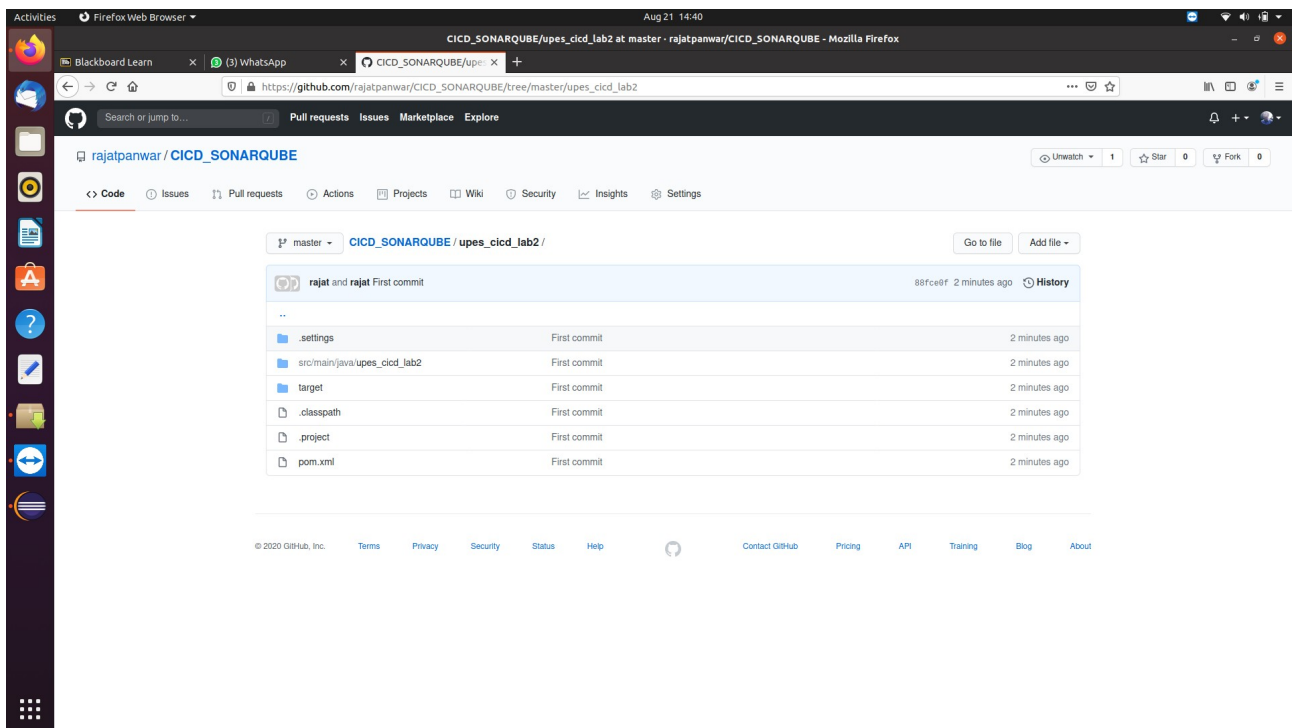 Activities Firefox Web Browser Aug 21 14:40
CICD_SONARQUBE/upes_cicd_lab2 at master · rajatpanwar/CICD_SONARQUBE - Mozilla Firefox
Blackboard Learn (3) WhatsApp CICD_SONARQUBE/upes
https://github.com/rajatpanwar/CICD_SONARQUBE/tree/master/upes_cicd_lab2
Search or jump to... / Pull requests Issues Marketplace Explore
rajatpanwar / CICD_SONARQUBE Unwatch 1 Star 0 Fork 0
Code Issues Pull requests Actions Projects Wiki Security Insights Settings
master CICD_SONARQUBE / upes_cicd_lab2 / Go to file Add file
rajat and rajat First commit 88fce0f 2 minutes ago History
..
.settings First commit 2 minutes ago
src/main/java/upes_cicd_lab2 First commit 2 minutes ago
target First commit 2 minutes ago
.classpath First commit 2 minutes ago
.project First commit 2 minutes ago
pom.xml First commit 2 minutes ago
© 2020 GitHub, Inc. Terms Privacy Security Status Help Contact GitHub Pricing API Training Blog About